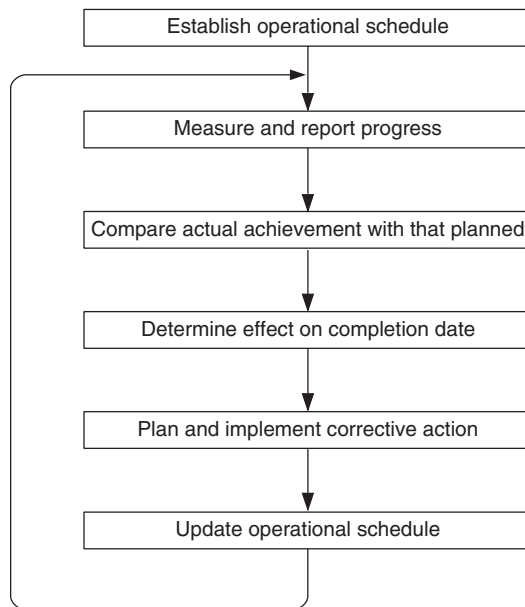 Establish operational schedule
Measure and report progress
Compare actual achievement with that planned
Determine effect on completion date
Plan and implement corrective action
Update operational schedule